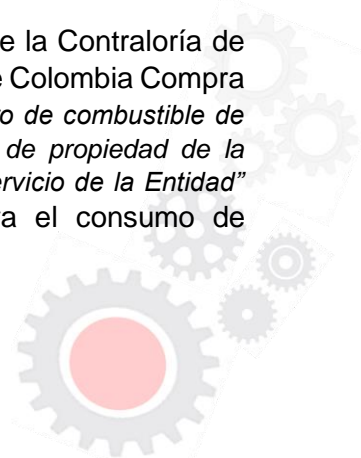 e la Contraloría de
e Colombia Compra
o de combustible de
de propiedad de la
ervicio de la Entidad”
a el consumo de